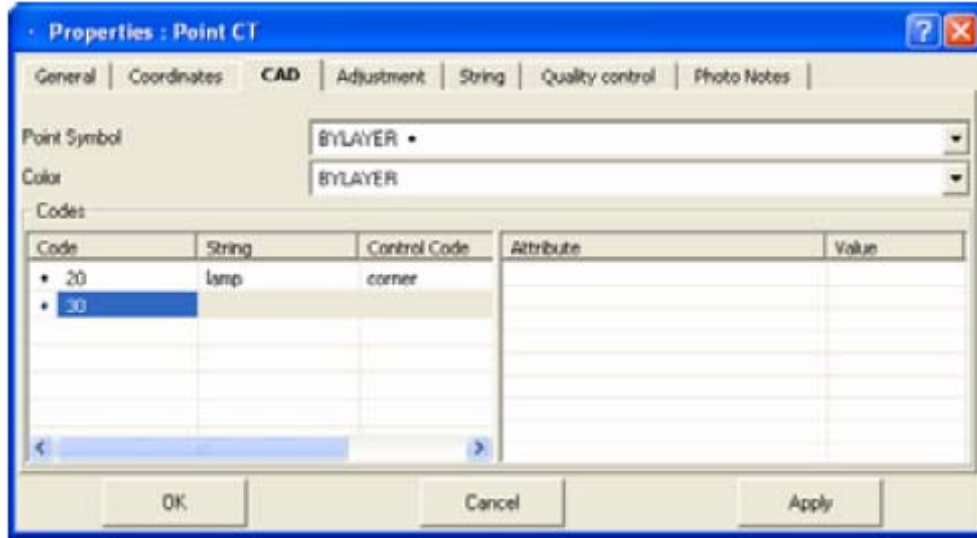 Properties : Point CT
General Coordinates CAD Adjustment String Quality control Photo Notes
Point Symbol BYLAYER
Color BYLAYER
Codes
Code String Control Code Attribute Value
20 lamp corner
30
OK Cancel Apply